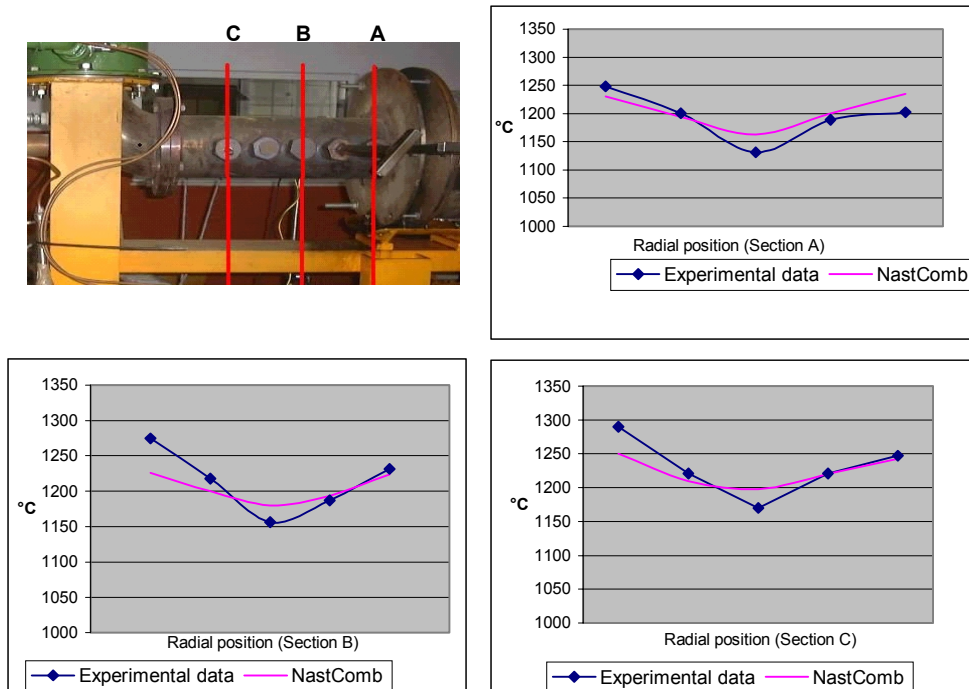 C B A
1350
1300
1250
1200
1150
1100
1050
1000
°C
Radial position (Section A)
Experimental data NastComb
1350
1300
1250
1200
1150
1100
1050
1000
°C
Radial position (Section B)
Experimental data NastComb
1350
1300
1250
1200
1150
1100
1050
1000
°C
Radial position (Section C)
Experimental data NastComb